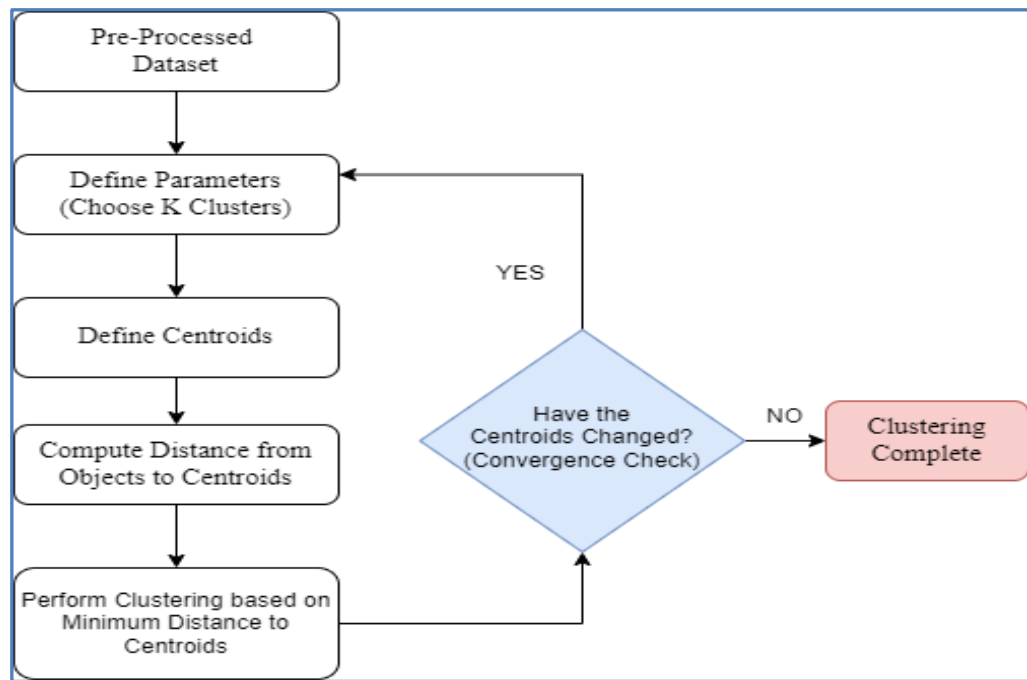 Pre-Processed
Dataset
Define Parameters
(Choose K Clusters)
Define Centroids
Compute Distance from
Objects to Centroids
Perform Clustering based on
Minimum Distance to
Centroids
YES
Have the
Centroids Changed?
(Convergence Check)
NO
Clustering
Complete